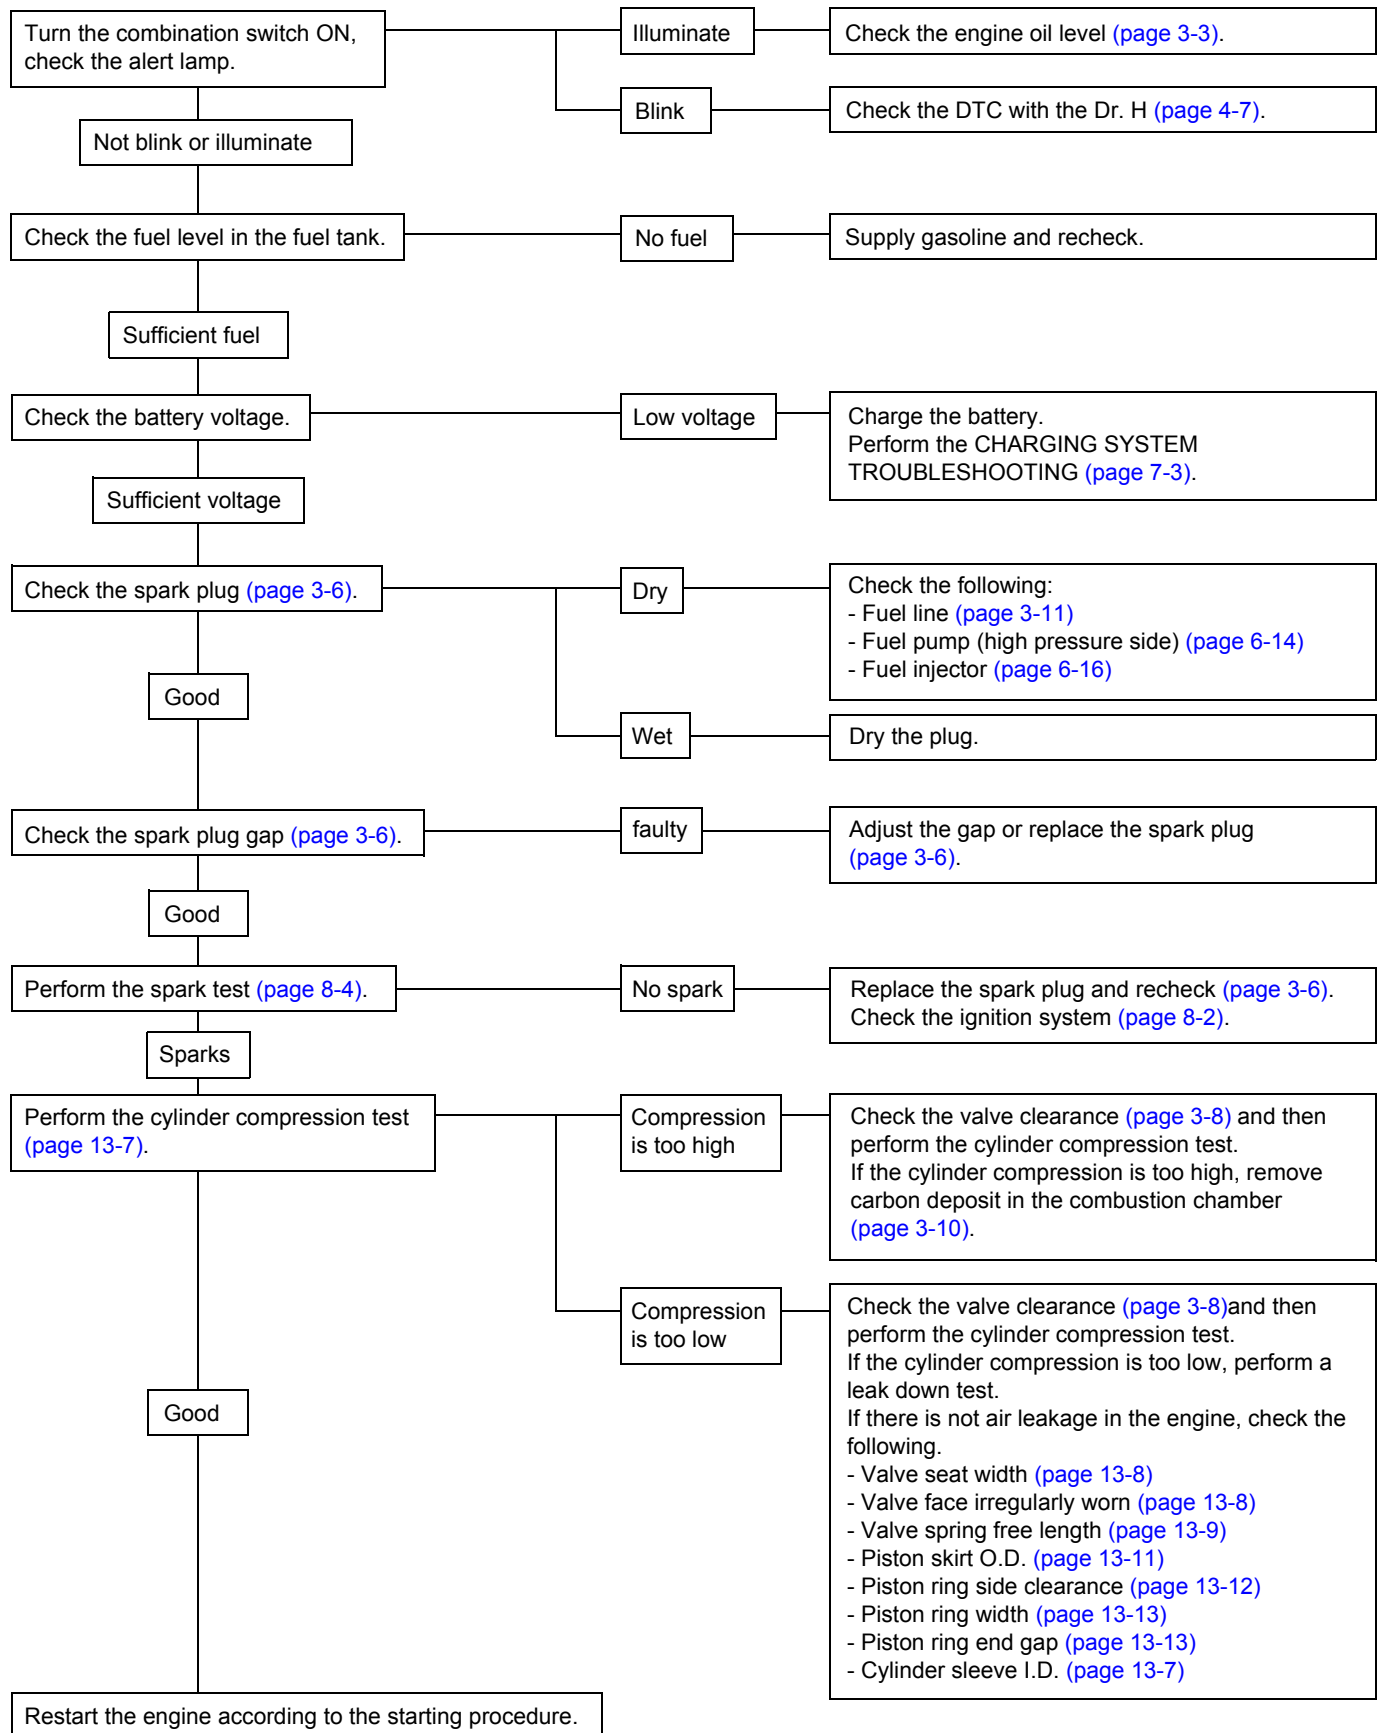 Turn the combination switch ON,
check the alert lamp.
Illuminate
Check the engine oil level (page 3-3).
Blink
Check the DTC with the Dr. H (page 4-7).
Not blink or illuminate
Check the fuel level in the fuel tank.
No fuel
Supply gasoline and recheck.
Sufficient fuel
Check the battery voltage.
Low voltage
Charge the battery.
Perform the CHARGING SYSTEM
TROUBLESHOOTING (page 7-3).
Sufficient voltage
Check the spark plug (page 3-6).
Dry
Check the following:
- Fuel line (page 3-11)
- Fuel pump (high pressure side) (page 6-14)
- Fuel injector (page 6-16)
Good
Wet
Dry the plug.
Check the spark plug gap (page 3-6).
faulty
Adjust the gap or replace the spark plug
(page 3-6).
Good
Perform the spark test (page 8-4).
No spark
Replace the spark plug and recheck (page 3-6).
Check the ignition system (page 8-2).
Sparks
Perform the cylinder compression test
(page 13-7).
Compression
is too high
Check the valve clearance (page 3-8) and then
perform the cylinder compression test.
If the cylinder compression is too high, remove
carbon deposit in the combustion chamber
(page 3-10).
Compression
is too low
Check the valve clearance (page 3-8)and then
perform the cylinder compression test.
If the cylinder compression is too low, perform a
leak down test.
If there is not air leakage in the engine, check the
following.
- Valve seat width (page 13-8)
- Valve face irregularly worn (page 13-8)
- Valve spring free length (page 13-9)
- Piston skirt O.D. (page 13-11)
- Piston ring side clearance (page 13-12)
- Piston ring width (page 13-13)
- Piston ring end gap (page 13-13)
- Cylinder sleeve I.D. (page 13-7)
Good
Restart the engine according to the starting procedure.